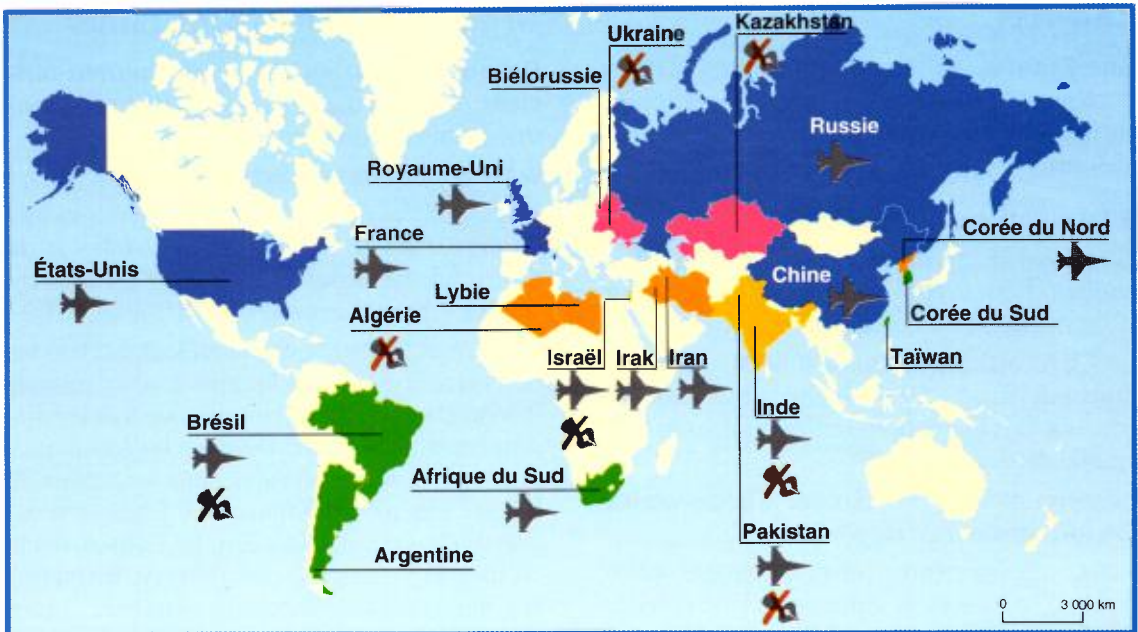 Ukraine
Kazakhstan
Biélorussie
Russie
Royaume-Uni
France
Corée du Nord
États-Unis
Chine
Lybie
Corée du Sud
Algérie
Israël
Irak
Iran
Taïwan
Brésil
Inde
Afrique du Sud
Pakistan
Argentine
0 3 000 km